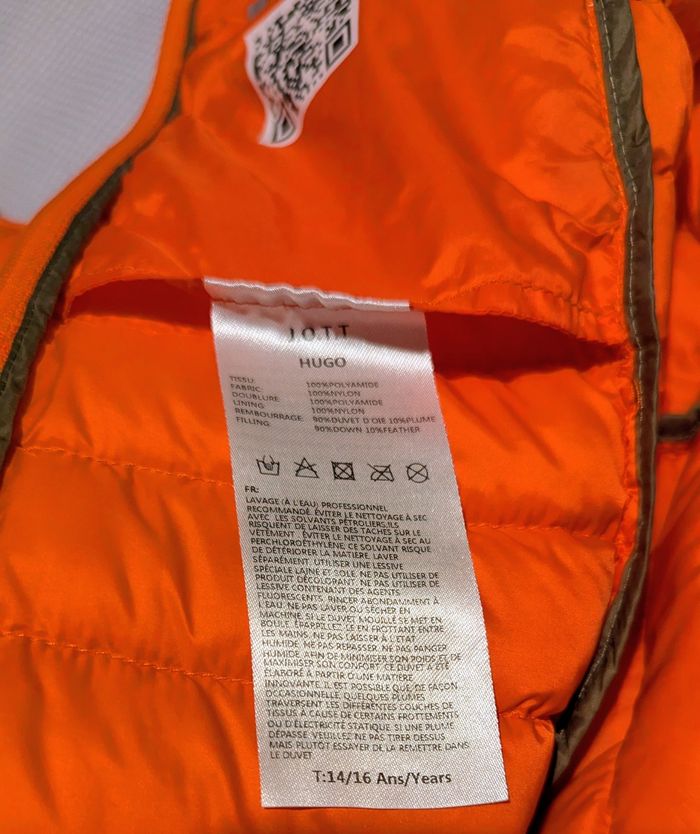 J.O.T.T
HUGO
TISSU: 100%POLYAMIDE
FABRIC: 100%NYLON
DOUBLURE: 100%POLYAMIDE
LINING: 100%NYLON
REMBOURRAGE: 90%DUVET D'OIE 10%PLUME
FILLING: 90%DOWN 10%FEATHER
FR:
LAVAGE (À L'EAU) PROFESSIONNEL
RECOMMANDÉ. ÉVITER LE NETTOYAGE À SEC
AVEC LES SOLVANTS PÉTROLIERS,ILS
RISQUENT DE LAISSER DES TACHES SUR LE
VÊTEMENT . ÉVITER LE NETTOYAGE À SEC AU
PERCHLOROÉTHYLÈNE, CE SOLVANT RISQUE
DE DÉTÉRIORER LA MATIÈRE. LAVER
SÉPARÉMENT. UTILISER UNE LESSIVE
SPÉCIALE LAINE ET SOIE. NE PAS UTILISER DE
PRODUIT DÉCOLORANT. NE PAS UTILISER DE
LESSIVE CONTENANT DES AGENTS
FLUORESCENTS. RINCER ABONDAMMENT À
L'EAU. NE PAS LAVER OU SÉCHER EN
MACHINE. SI LE DUVET MOUILLÉ SE MET EN
BOULE, ÉPARPILLEZ LE EN FROTTANT ENTRE
LES MAINS. NE PAS LAISSER À L'ÉTAT
HUMIDE. NE PAS REPASSER. NE PAS RANGER
HUMIDE. AFIN DE MINIMISER SON POIDS ET DE
MAXIMISER SON CONFORT, CE DUVET A ÉTÉ
ÉLABORÉ À PARTIR D'UNE MATIÈRE
INNOVANTE. IL EST POSSIBLE QUE, DE FAÇON
OCCASIONNELLE, QUELQUES PLUMES
TRAVERSENT LES DIFFÉRENTES COUCHES DE
TISSUS À CAUSE DE CERTAINS FROTTEMENTS
OU D'ÉLECTRICITÉ STATIQUE. SI UNE PLUME
DÉPASSE, VEUILLEZ NE PAS TIRER DESSUS
MAIS PLUTÔT ESSAYER DE LA REMETTRE DANS
LE DUVET.
T:14/16 Ans/Years